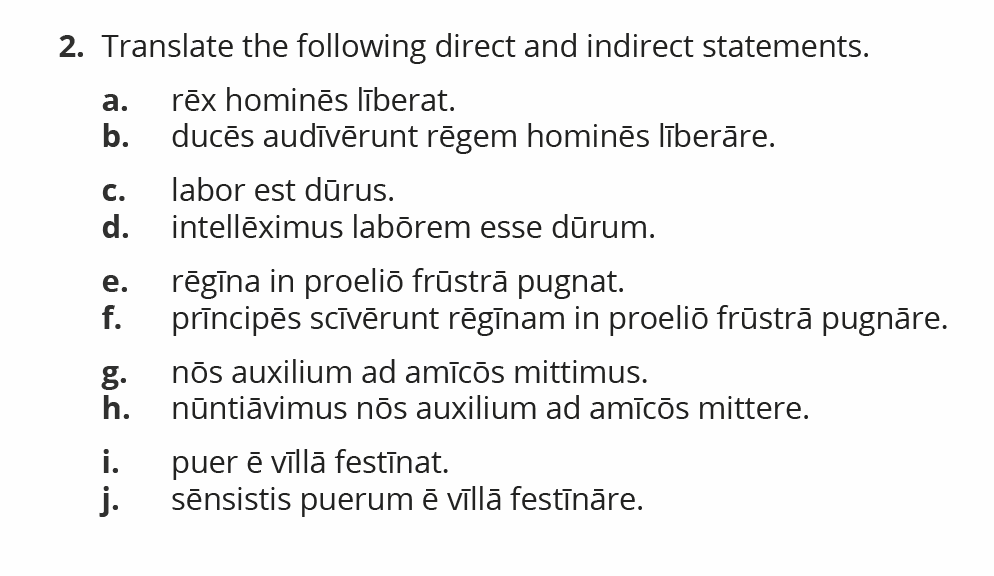 2. Translate the following direct and indirect statements.
a. rēx hominēs līberat.
b. ducēs audīvērunt rēgem hominēs līberāre.
c. labor est dūrus.
d. intellēximus labōrem esse dūrum.
e. rēgīna in proeliō frūstrā pugnat.
f. prīncipēs scīvērunt rēgīnam in proeliō frūstrā pugnāre.
g. nōs auxilium ad amīcōs mittimus.
h. nūntiāvimus nōs auxilium ad amīcōs mittere.
i. puer ē vīllā festīnat.
j. sēnsistis puerum ē vīllā festīnāre.